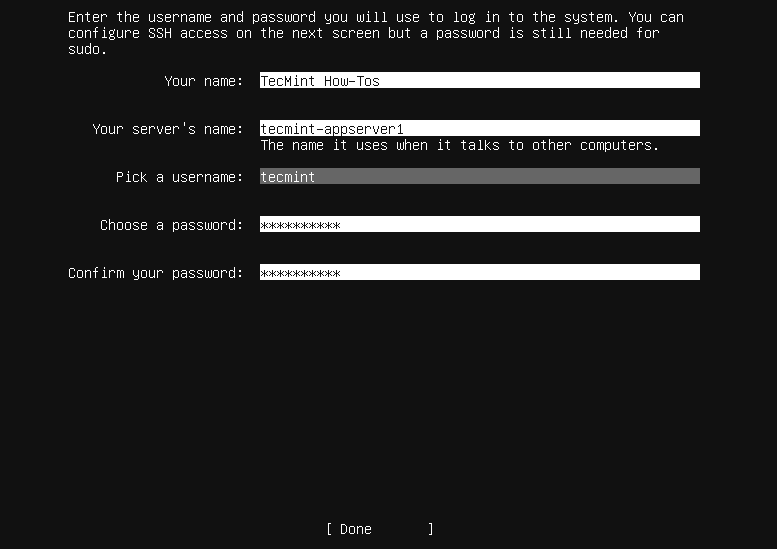 Enter the username and password you will use to log in to the system. You can
configure SSH access on the next screen but a password is still needed for
sudo.
Your name: TecMint How-Tos
Your server's name: tecmint-appserver1
The name it uses when it talks to other computers.
Pick a username: tecmint
Choose a password: **********
Confirm your password: **********
[ Done ]